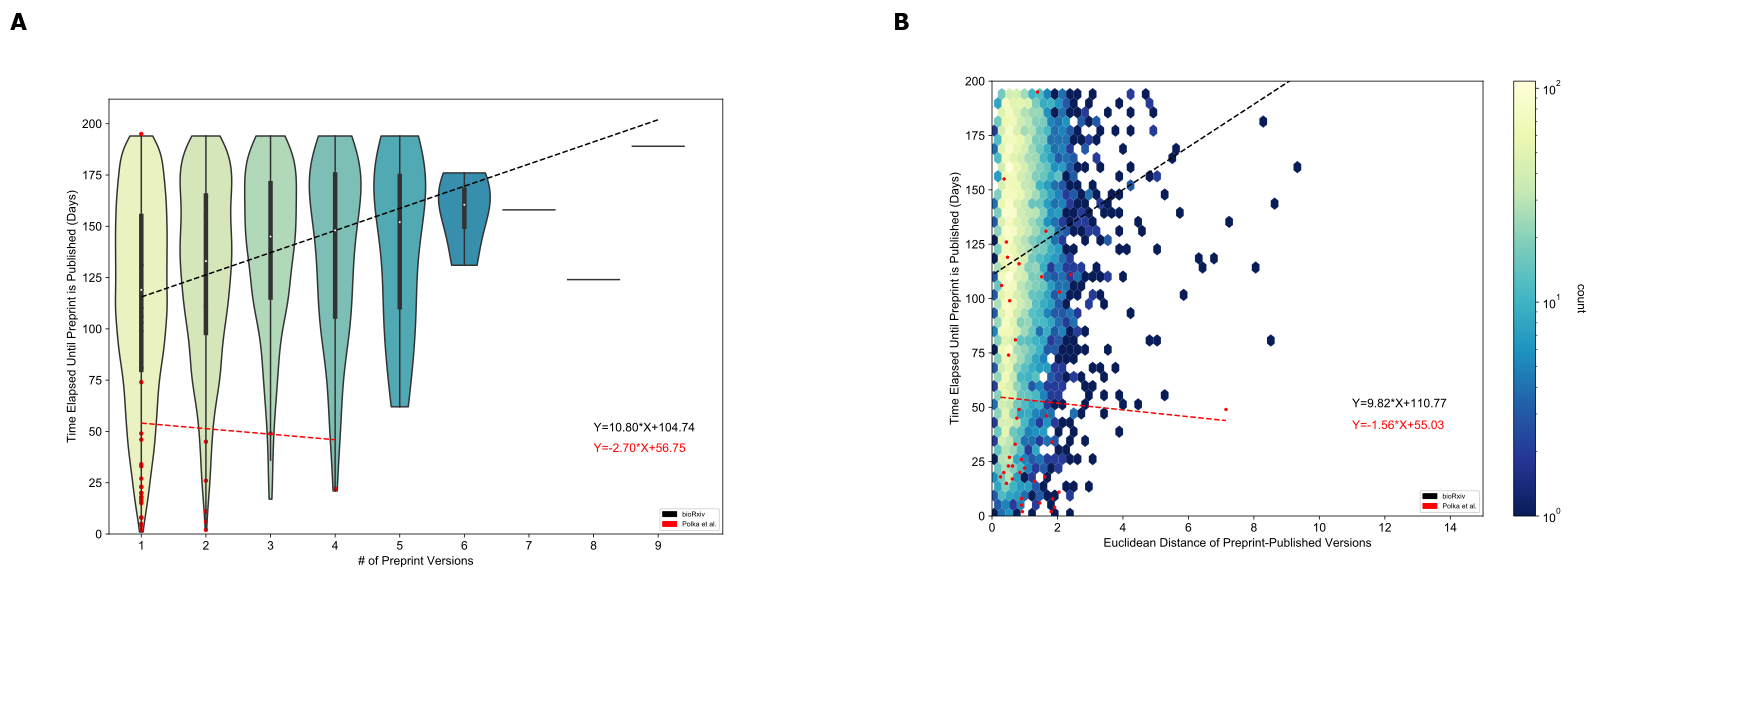 A
B
Time Elapsed Until Preprint is Published (Days)
200
175
150
125
100
75
50
25
0
1 2 3 4 5 6 7 8 9
# of Preprint Versions
Y=10.80*X+104.74
Y=-2.70*X+56.75
bioRxiv
Polka et al.
Time Elapsed Until Preprint is Published (Days)
200
175
150
125
100
75
50
25
0
0 2 4 6 8 10 12 14
Euclidean Distance of Preprint-Published Versions
Y=9.82*X+110.77
Y=-1.56*X+55.03
bioRxiv
Polka et al.
10²
10¹
10⁰
count